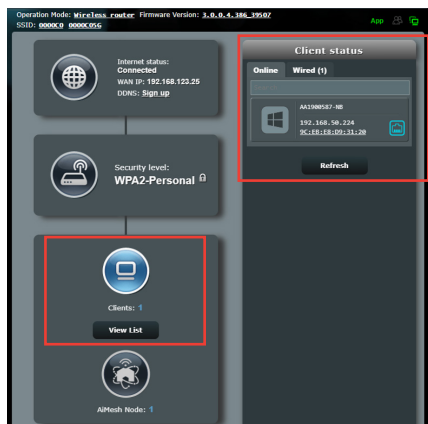 Operation Mode: Wireless router Firmware Version: 3.0.0.4.386_39507
SSID: 0000C0 0000C05G
App
Internet status:
Connected
WAN IP: 192.168.123.25
DDNS: Sign up
Security level:
WPA2-Personal
Clients: 1
View List
AiMesh Node: 1
Client status
Online Wired (1)
AA1900587-NB
192.168.50.224
9C:EB:E8:D9:31:20
Refresh